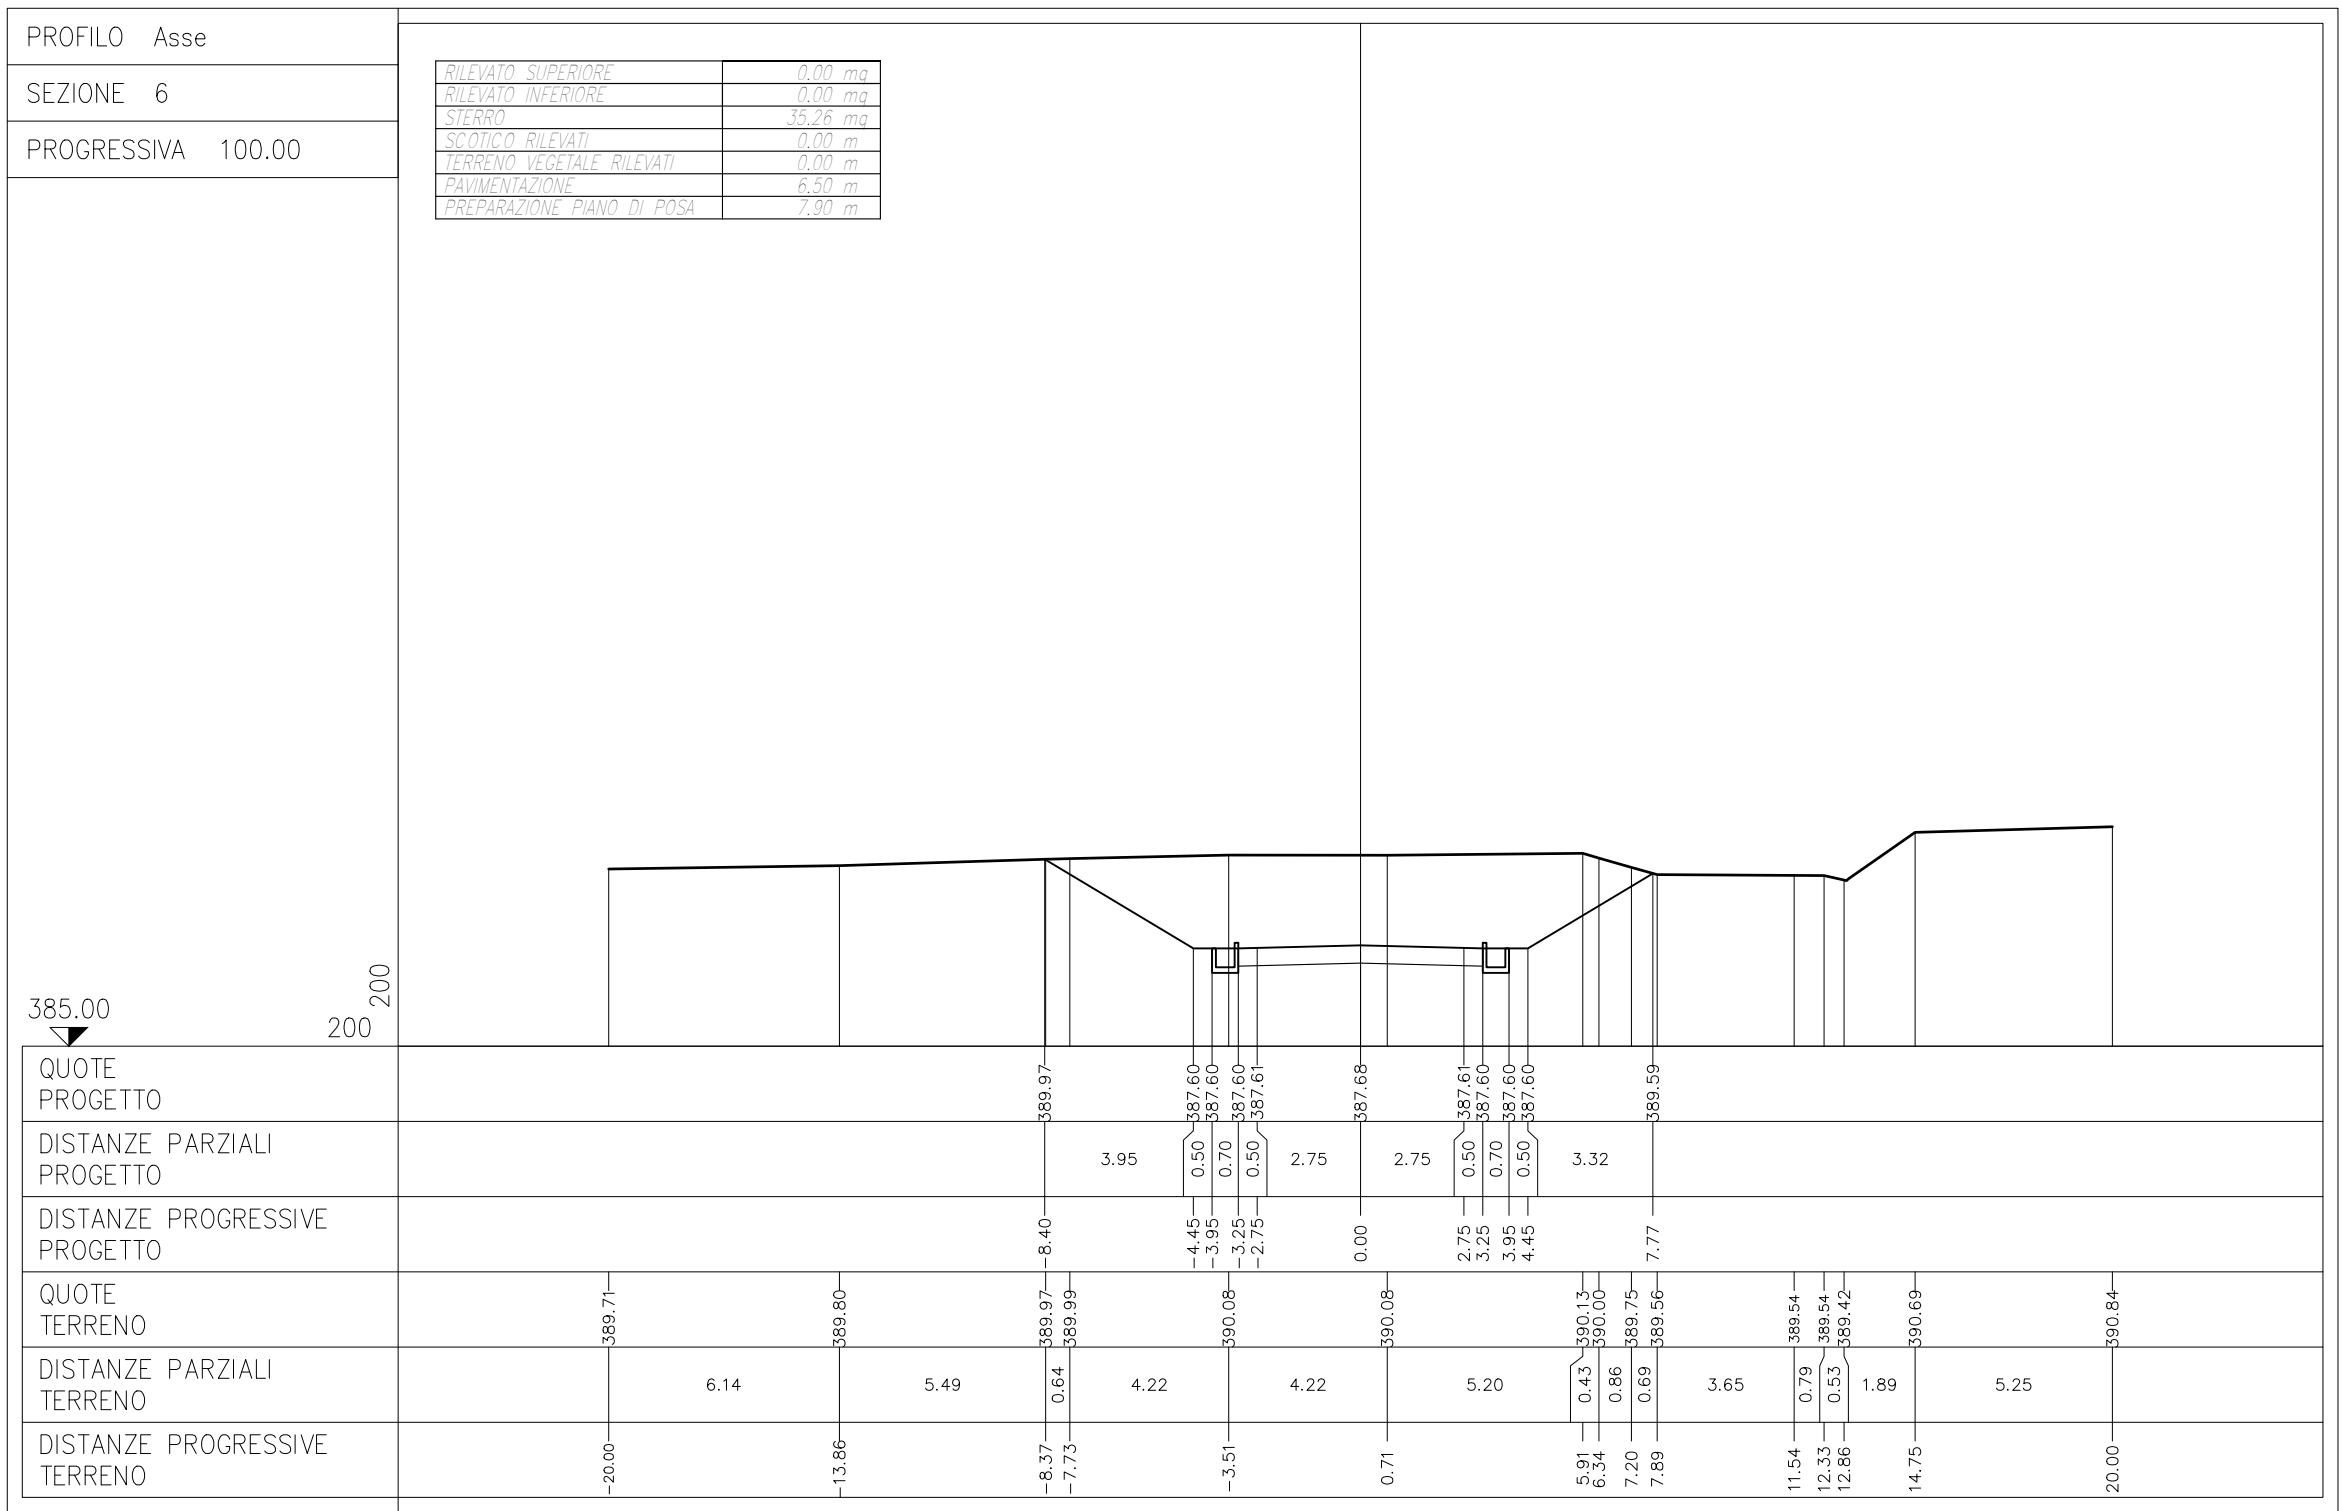 PROFILO Asse
SEZIONE 6
PROGRESSIVA 100.00
RILEVATO SUPERIORE 0.00 mq
RILEVATO INFERIORE 0.00 mq
STERRO 35.26 mq
SCOTICO RILEVATI 0.00 m
TERRENO VEGETALE RILEVATI 0.00 m
PAVIMENTAZIONE 6.50 m
PREPARAZIONE PIANO DI POSA 7.90 m
385.00
200
200
QUOTE
PROGETTO
389.97 387.60 387.60 387.60 387.61 387.68 387.61 387.60 387.60 387.60 389.59
DISTANZE PARZIALI
PROGETTO
3.95 0.50 0.70 0.50 2.75 2.75 0.50 0.70 0.50 3.32
DISTANZE PROGRESSIVE
PROGETTO
-8.40 -4.45 -3.95 -3.25 -2.75 0.00 2.75 3.25 3.95 4.45 7.77
QUOTE
TERRENO
389.71 389.80 389.97 389.99 390.08 390.08 390.13 390.00 389.75 389.56 389.54 389.54 389.42 390.69 390.84
DISTANZE PARZIALI
TERRENO
6.14 5.49 0.64 4.22 4.22 5.20 0.43 0.86 0.69 3.65 0.79 0.53 1.89 5.25
DISTANZE PROGRESSIVE
TERRENO
-20.00 -13.86 -8.37 -7.73 -3.51 0.71 5.91 6.34 7.20 7.89 11.54 12.33 12.86 14.75 20.00